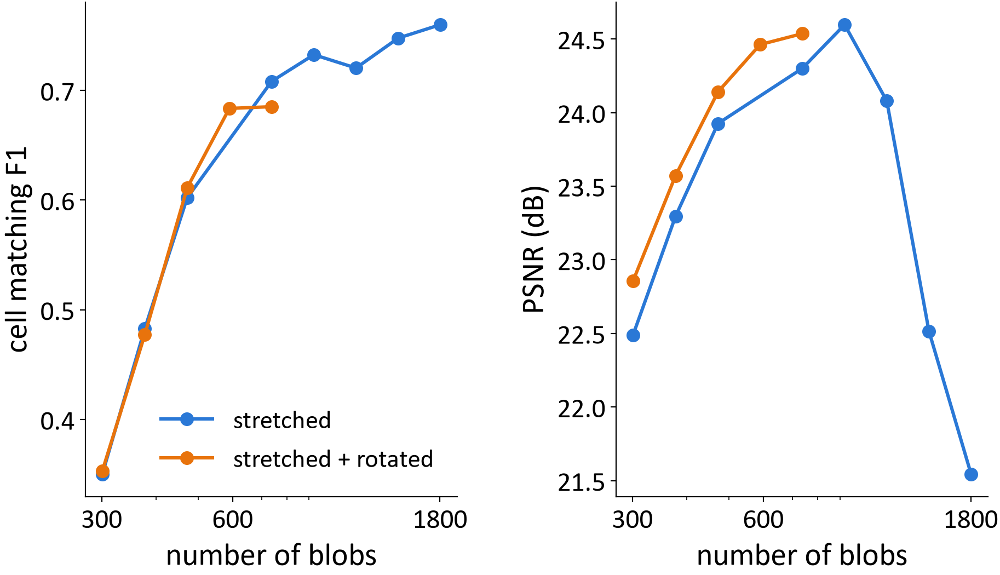 cell matching F1
0.7
0.6
0.5
0.4
stretched
stretched + rotated
300 600 1800
number of blobs
PSNR (dB)
24.5
24.0
23.5
23.0
22.5
22.0
21.5
300 600 1800
number of blobs